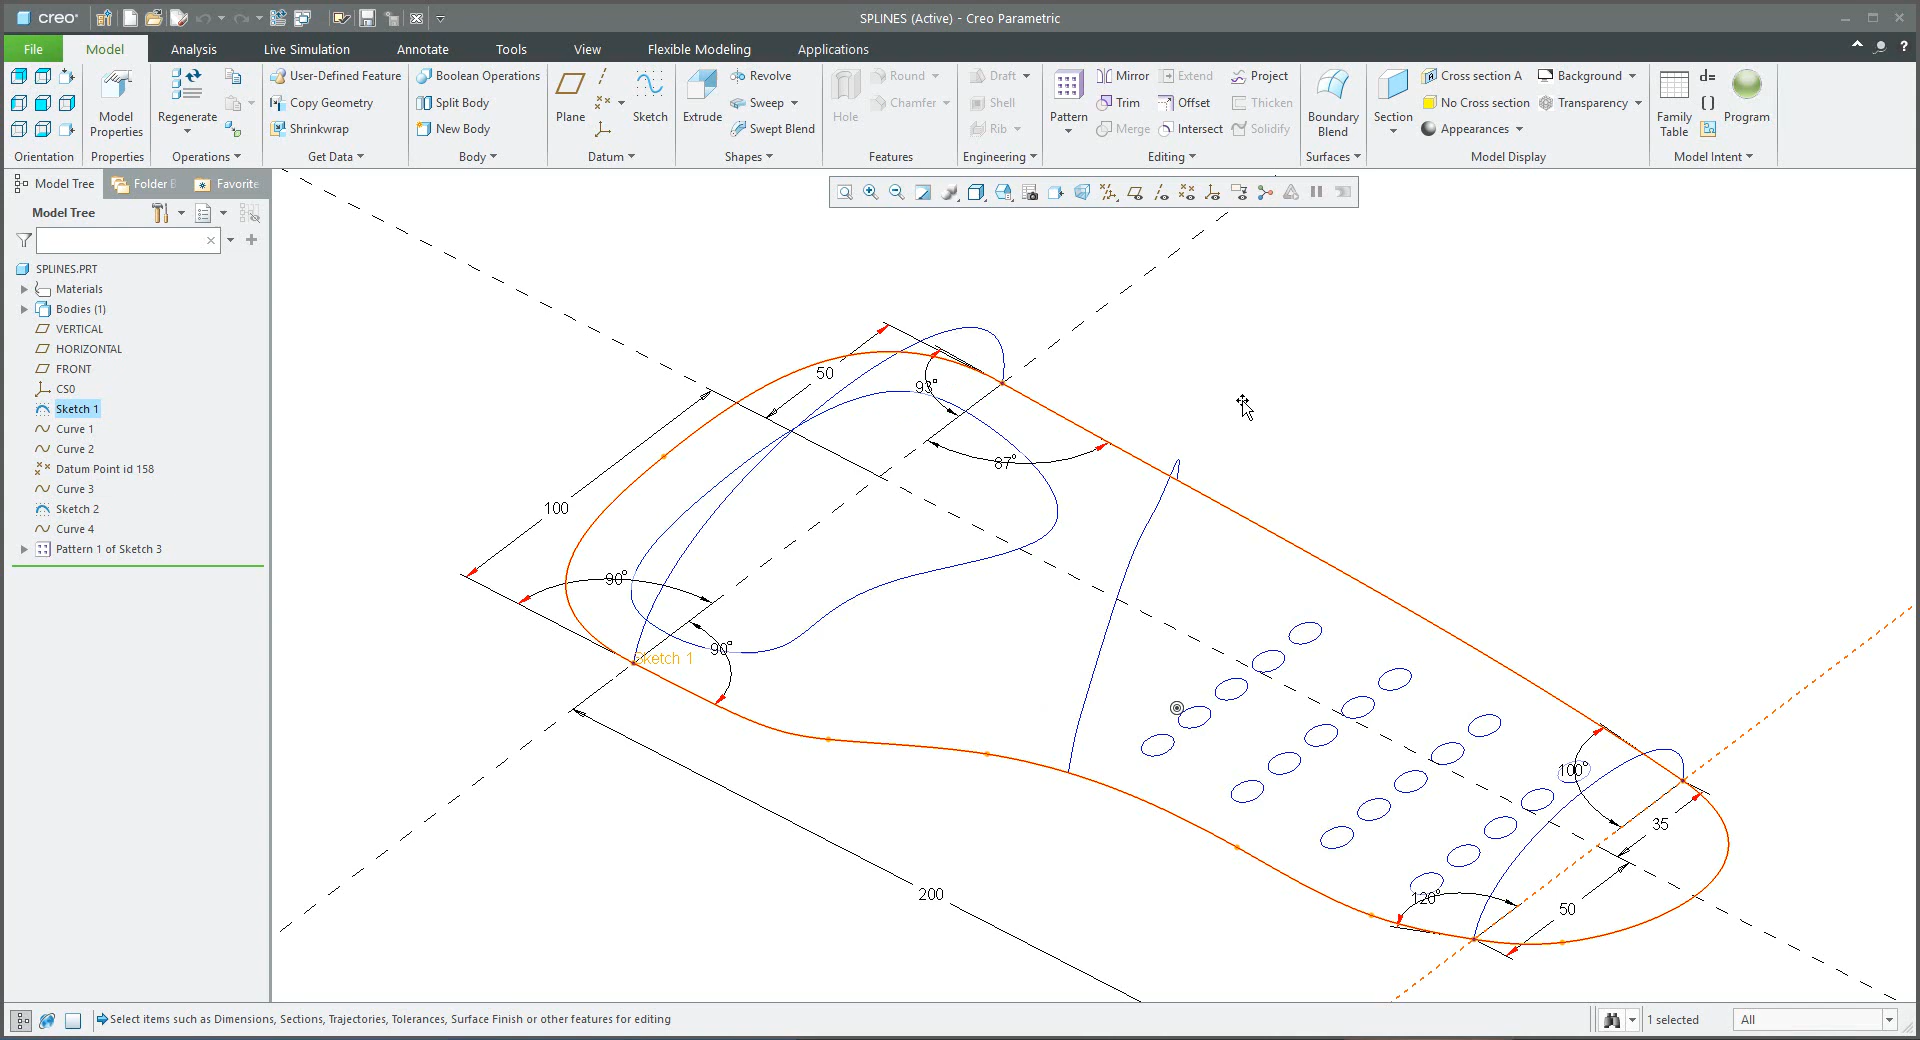 creo®
SPLINES (Active) - Creo Parametric
File Model Analysis Live Simulation Annotate Tools View Flexible Modeling Applications
Model Properties
Regenerate
User-Defined Feature
Copy Geometry
Shrinkwrap
Boolean Operations
Split Body
New Body
Plane
Sketch
Extrude
Revolve
Sweep
Swept Blend
Hole
Round
Chamfer
Draft
Shell
Rib
Pattern
Mirror
Trim
Merge
Extend
Offset
Intersect
Project
Thicken
Solidify
Boundary Blend
Section
Cross section A
No Cross section
Appearances
Background
Transparency
Family Table
d=
( )
Program
Orientation Properties Operations Get Data Body Datum Shapes Features Engineering Editing Surfaces Model Display Model Intent
Model Tree Folder B Favorite
Model Tree
SPLINES.PRT
Materials
Bodies (1)
VERTICAL
HORIZONTAL
FRONT
CS0
Sketch 1
Curve 1
Curve 2
Datum Point id 158
Curve 3
Sketch 2
Curve 4
Pattern 1 of Sketch 3
50
93°
87°
100
90°
90°
Sketch 1
100°
35
120°
50
200
Select items such as Dimensions, Sections, Trajectories, Tolerances, Surface Finish or other features for editing
1 selected
All